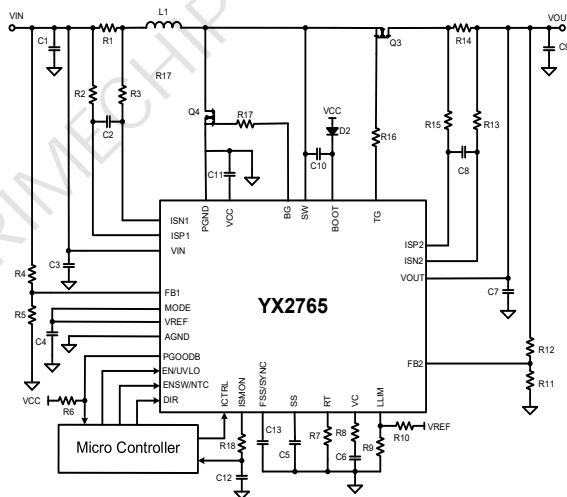 VIN
L1
VOUT
C1
R1
Q3
R14
C9
R2
R3
R17
C2
Q4
R17
VCC
D2
R16
R15
R13
C8
C11
C10
PGND
VCC
BG
SW
BOOT
TG
ISN1
ISP1
VIN
ISP2
ISN2
VOUT
C3
R4
R5
FB1
MODE
VREF
AGND
C4
YX2765
C7
R12
FB2
R11
PGOODB
EN/UVLO
ENSW/NTC
DIR
VCC
R6
ICTRL
ISMON
FSS/SYNC
SS
RT
VC
LLIM
Micro Controller
R18
C12
C13
C5
R7
R8
C6
R9
R10
VREF
PRIMECHIP